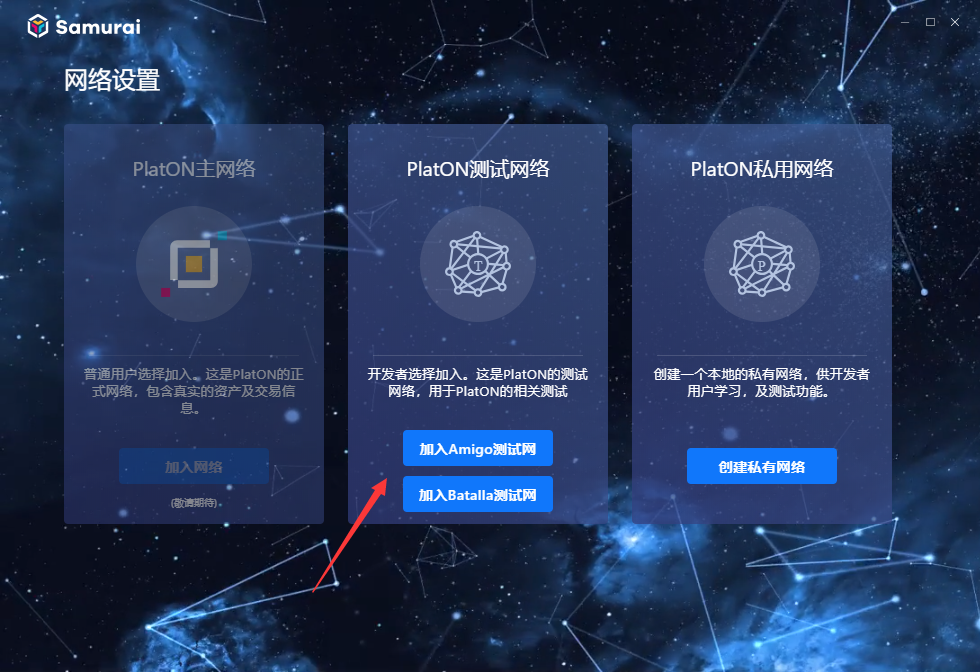 Samurai
网络设置
PlatON主网络
普通用户选择加入。这是PlatON的正
式网络，包含真实的资产及交易信
息。
加入网络
(敬请期待)。
PlatON测试网络
T
开发者选择加入。这是PlatON的测试
网络，用于PlatON的相关测试
加入Amigo测试网
加入Batalla测试网
PlatON私用网络
P
创建一个本地的私有网络，供开发者
用户学习，及测试功能。
创建私有网络